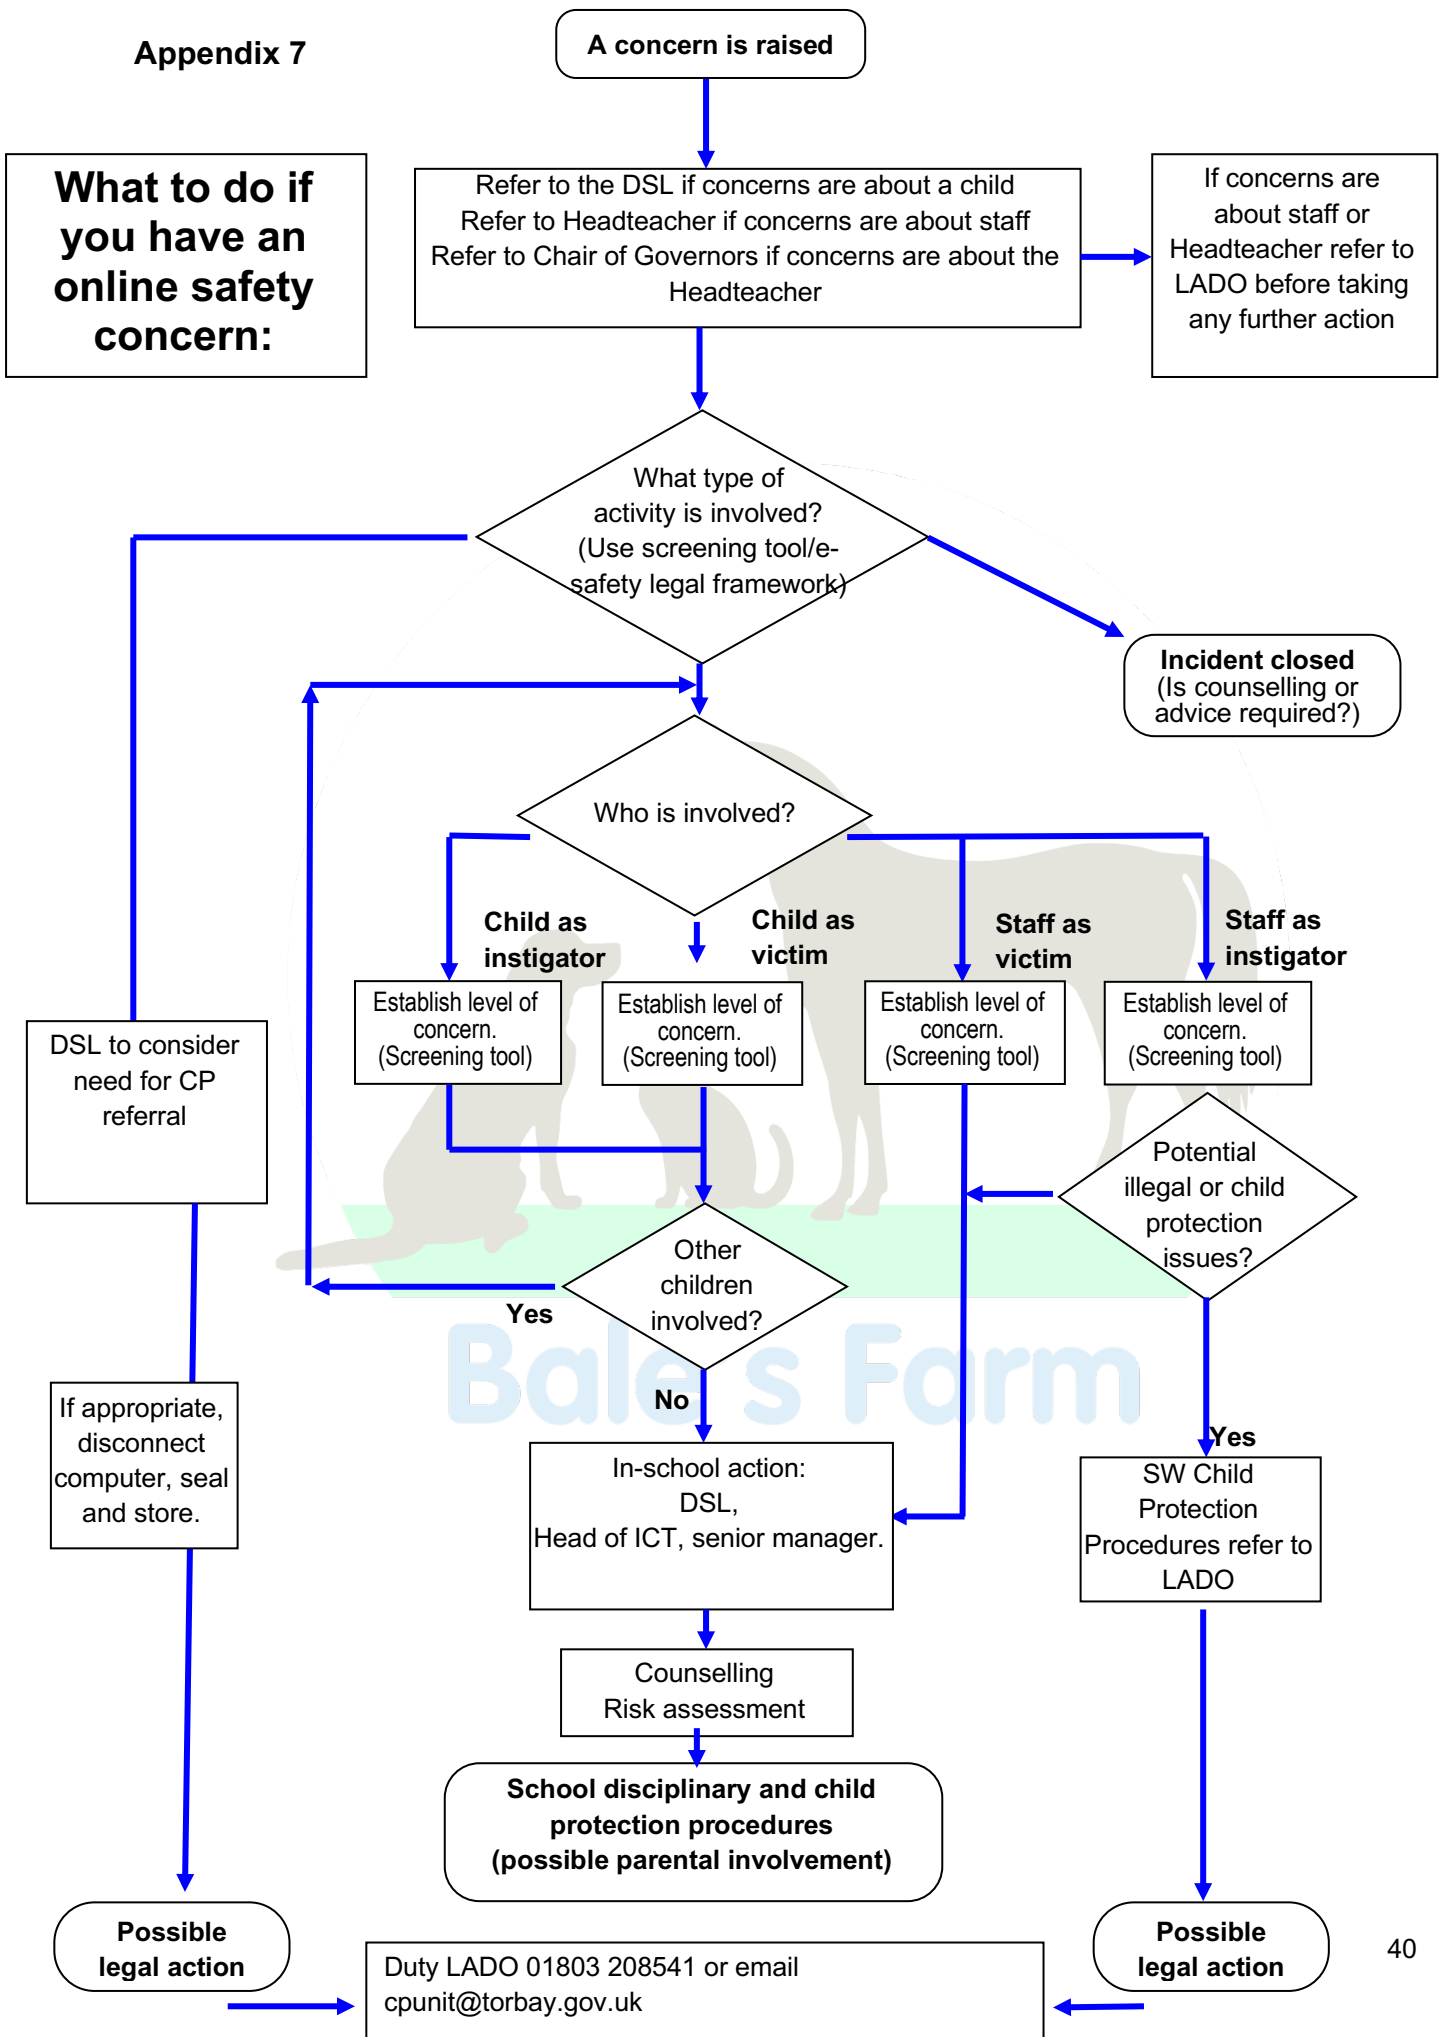 Appendix 7
A concern is raised
What to do if
you have an
online safety
concern:
Refer to the DSL if concerns are about a child
Refer to Headteacher if concerns are about staff
Refer to Chair of Governors if concerns are about the
Headteacher
If concerns are
about staff or
Headteacher refer to
LADO before taking
any further action
What type of
activity is involved?
(Use screening tool/e-
safety legal framework)
Incident closed
(Is counselling or
advice required?)
Who is involved?
Child as
instigator
Child as
victim
Staff as
victim
Staff as
instigator
Establish level of
concern.
(Screening tool)
Establish level of
concern.
(Screening tool)
Establish level of
concern.
(Screening tool)
Establish level of
concern.
(Screening tool)
DSL to consider
need for CP
referral
Potential
illegal or child
protection
issues?
Other
children
involved?
Yes
No
Bale's Farm
If appropriate,
disconnect
computer, seal
and store.
In-school action:
DSL,
Head of ICT, senior manager.
Yes
SW Child
Protection
Procedures refer to
LADO
Counselling
Risk assessment
School disciplinary and child
protection procedures
(possible parental involvement)
Possible
legal action
Possible
legal action
Duty LADO 01803 208541 or email
cpunit@torbay.gov.uk
40